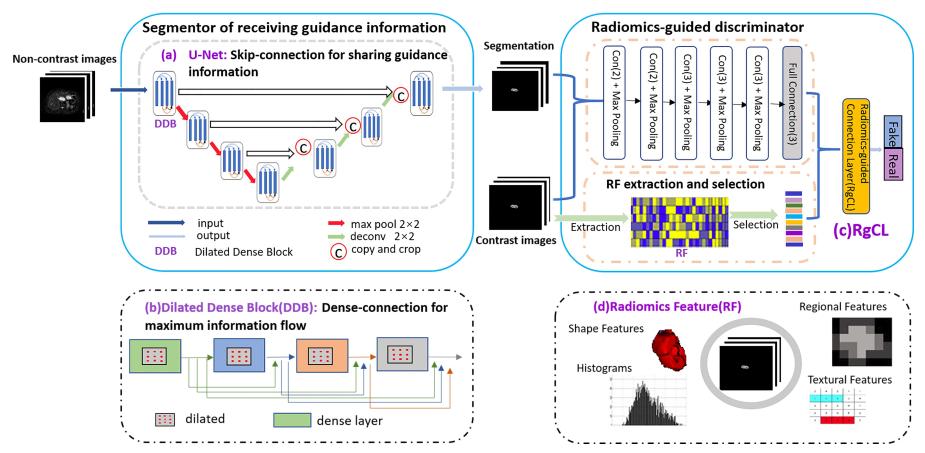 Segmentor of receiving guidance information
Non-contrast images
(a) U-Net: Skip-connection for sharing guidance
information
DDB
DDB
C
C
C
input
output
DDB Dilated Dense Block
max pool 2×2
deconv 2×2
C copy and crop
Segmentation
Contrast images
Radiomics-guided discriminator
Con(2) + Max Pooling
Con(2) + Max Pooling
Con(3) + Max Pooling
Con(3) + Max Pooling
Con(3) + Max Pooling
Full Connection(3)
RF extraction and selection
Extraction
RF
Selection
Radiomics-guided
Connection Layer(RgCL)
Fake
Real
(c)RgCL
(b)Dilated Dense Block(DDB): Dense-connection for
maximum information flow
dilated
dense layer
(d)Radiomics Feature(RF)
Shape Features
Histograms
Regional Features
Textural Features